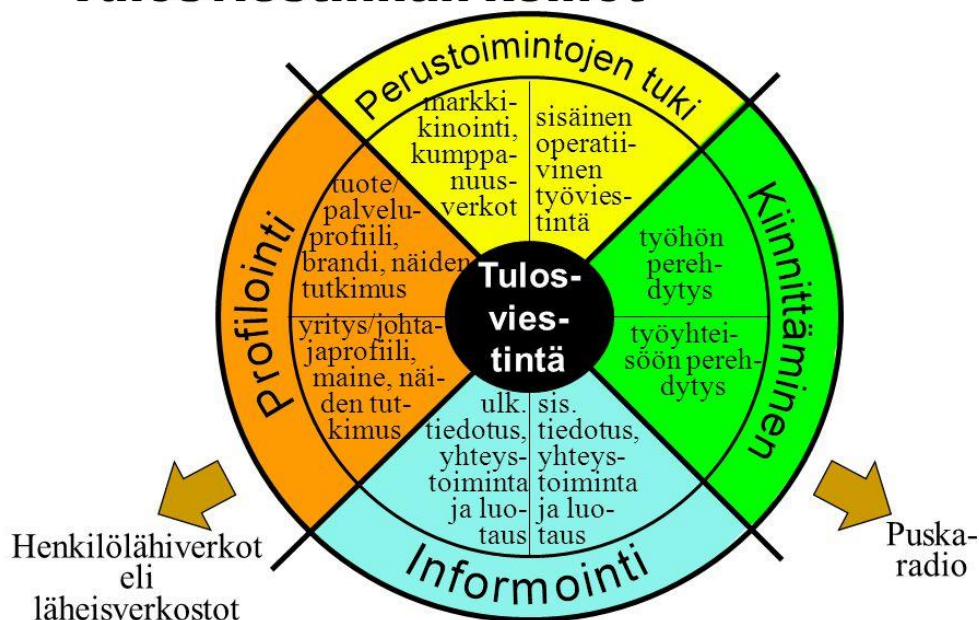 Perustoimintojen tuki
markki-
kinointi,
kumppa-
nuus-
verkot
sisäinen
operatii-
vinen
työvies-
tintä
Profilointi
tuote/
palvelu-
profiili,
brandi, näiden
tutkimus
yritys/johta-
japrofiili,
maine, näi-
den tut-
kimus
Tulos-
vies-
tintä
Kiinnittäminen
työhön
pereh-
dytys
työyhtei-
söön pereh-
dytys
ulk.
tiedotus,
yhteys-
toiminta
ja luo-
taus
sis.
tiedotus,
yhteys-
toiminta
ja luo-
taus
Informointi
Henkilölähiverkot
eli
läheisverkostot
Puska-
radio